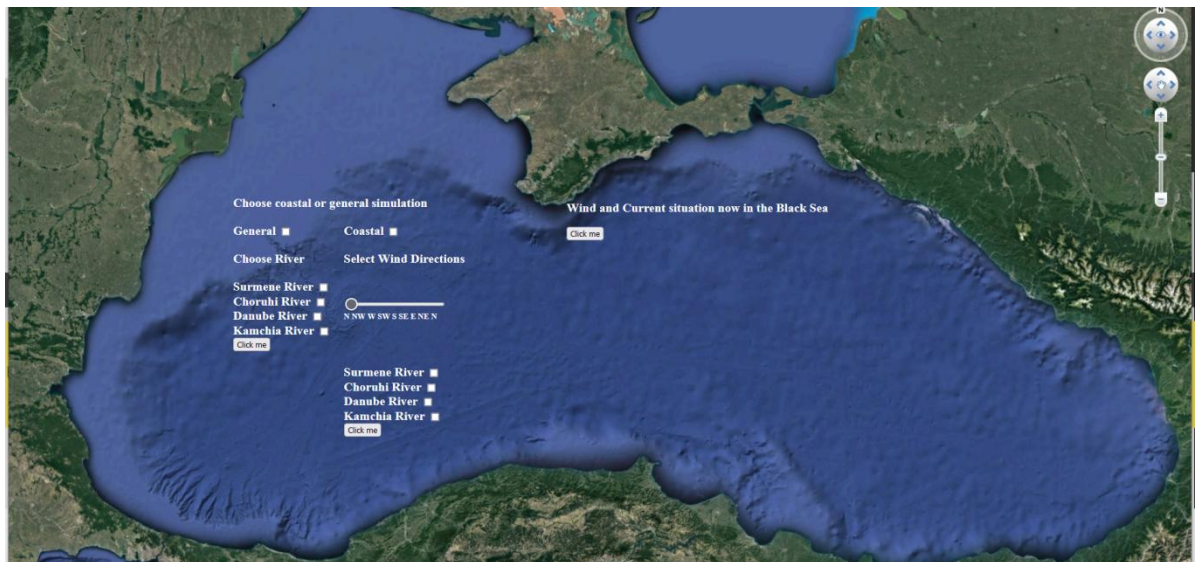 N
Choose coastal or general simulation
Wind and Current situation now in the Black Sea
General
Coastal
Click me
Choose River
Select Wind Directions
Surmene River
Choruhi River
Danube River
Kamchia River
Click me
N NW W SW S SE E NE N
Surmene River
Choruhi River
Danube River
Kamchia River
Click me